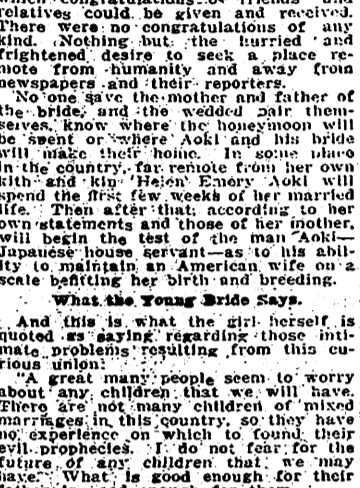 which congratulations of friends and
relatives could be given and received.
There were no congratulations of any
kind. Nothing but the hurried and
frightened desire to seek a place re-
mote from humanity and away from
newspapers and their reporters.
No one save the mother and father of
the bride, and the wedded pair them-
selves, know where the honeymoon will
be spent or where Aoki and his bride
will make their home. In some place
in the country, far remote from her own
kith and kin Helen Emery Aoki will
spend the first few weeks of her married
life. Then after that, according to her
own statements and those of her mother,
will begin the test of the man Aoki—
Japanese house servant—as to his abil-
ity to maintain an American wife on a
scale befitting her birth and breeding.
What the Young Bride Says.
And this is what the girl herself is
quoted as saying regarding those inti-
mate problems resulting from this cu-
rious union:
"A great many people seem to worry
about any children that we will have.
There are not many children of mixed
marriages in this country, so they have
no experience on which to found their
evil prophecies. I do not fear for the
future of any children that we may
have. What is good enough for their